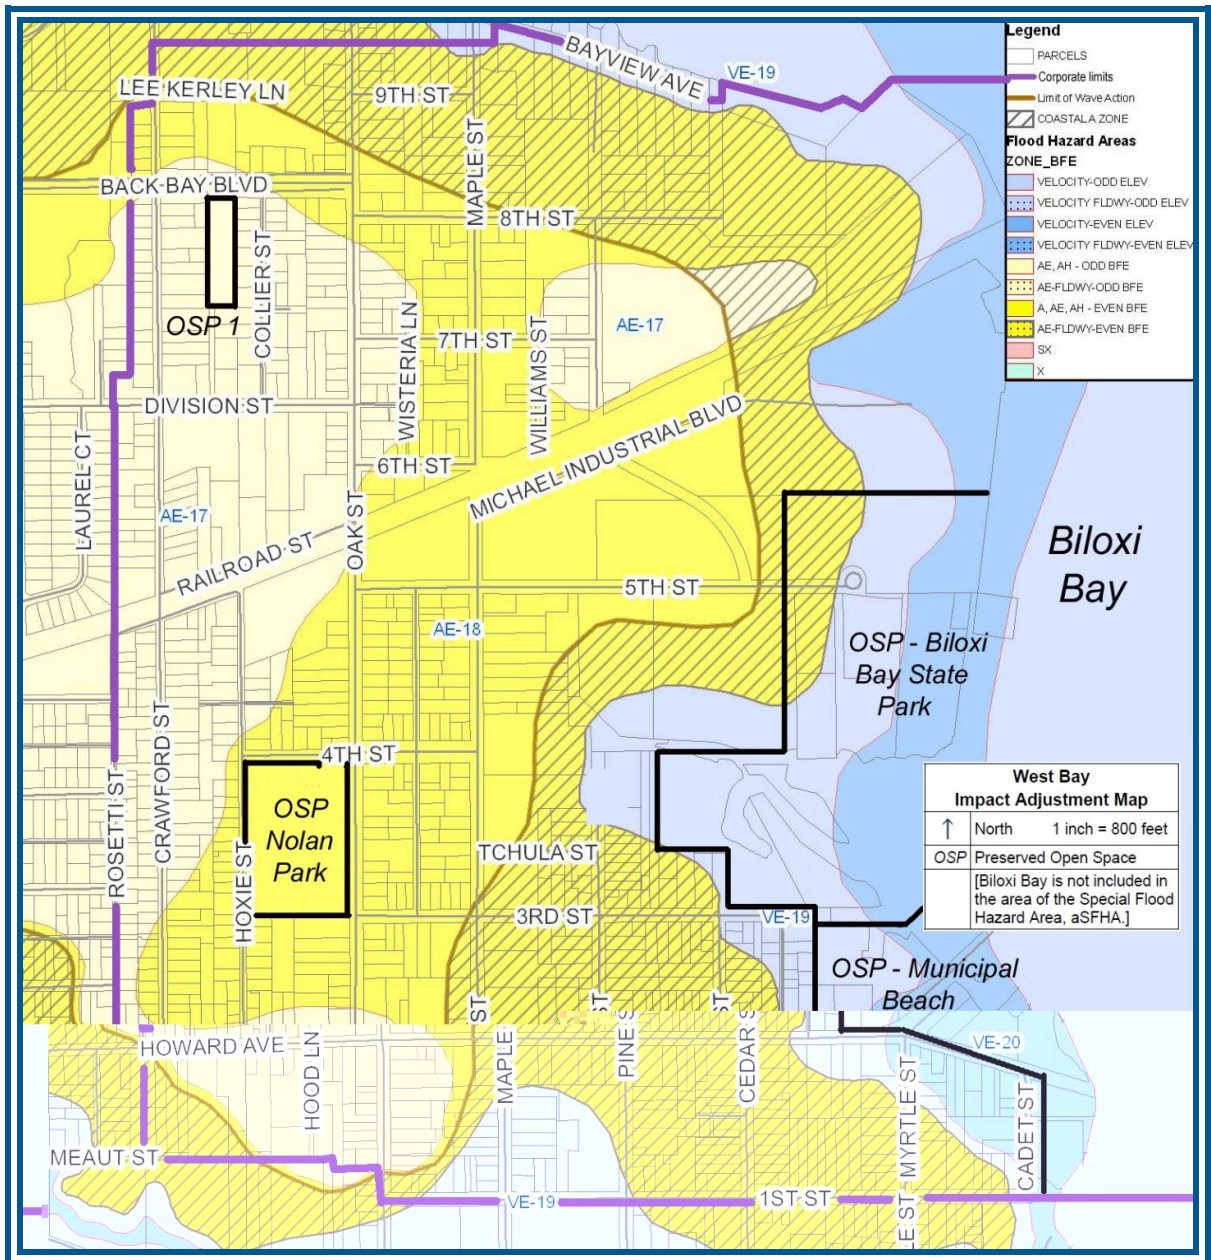 Legend
PARCELS
Corporate limits
Limit of Wave Action
COASTAL A ZONE
Flood Hazard Areas
ZONE_BFE
VELOCITY-ODD ELEV
VELOCITY FLDWY-ODD ELEV
VELOCITY-EVEN ELEV
VELOCITY FLDWY-EVEN ELEV
AE, AH - ODD BFE
AE-FLDWY-ODD BFE
A, AE, AH - EVEN BFE
AE-FLDWY-EVEN BFE
SX
X
BAYVIEW AVE
VE-19
LEE KERLEY LN
9TH ST
MAPLE ST
BACK BAY BLVD
8TH ST
COLLIER ST
OSP 1
WISTERIA LN
7TH ST
WILLIAMS ST
AE-17
DIVISION ST
LAUREL CT
6TH ST
MICHAEL INDUSTRIAL BLVD
AE-17
OAK ST
RAILROAD ST
5TH ST
Biloxi
Bay
AE-18
OSP - Biloxi
Bay State
Park
CRAWFORD ST
ROSETTI ST
4TH ST
OSP
Nolan
Park
HOXIE ST
TCHULA ST
3RD ST
VE-19
West Bay
Impact Adjustment Map
↑ North 1 inch = 800 feet
OSP Preserved Open Space
[Biloxi Bay is not included in
the area of the Special Flood
Hazard Area, aSFHA.]
OSP - Municipal
Beach
ST
ST
ST
HOWARD AVE
HOOD LN
MAPLE
PINE S
CEDAR S
MYRTLE ST
VE-20
CADET ST
MEAUT ST
VE-19
1ST ST
LE ST